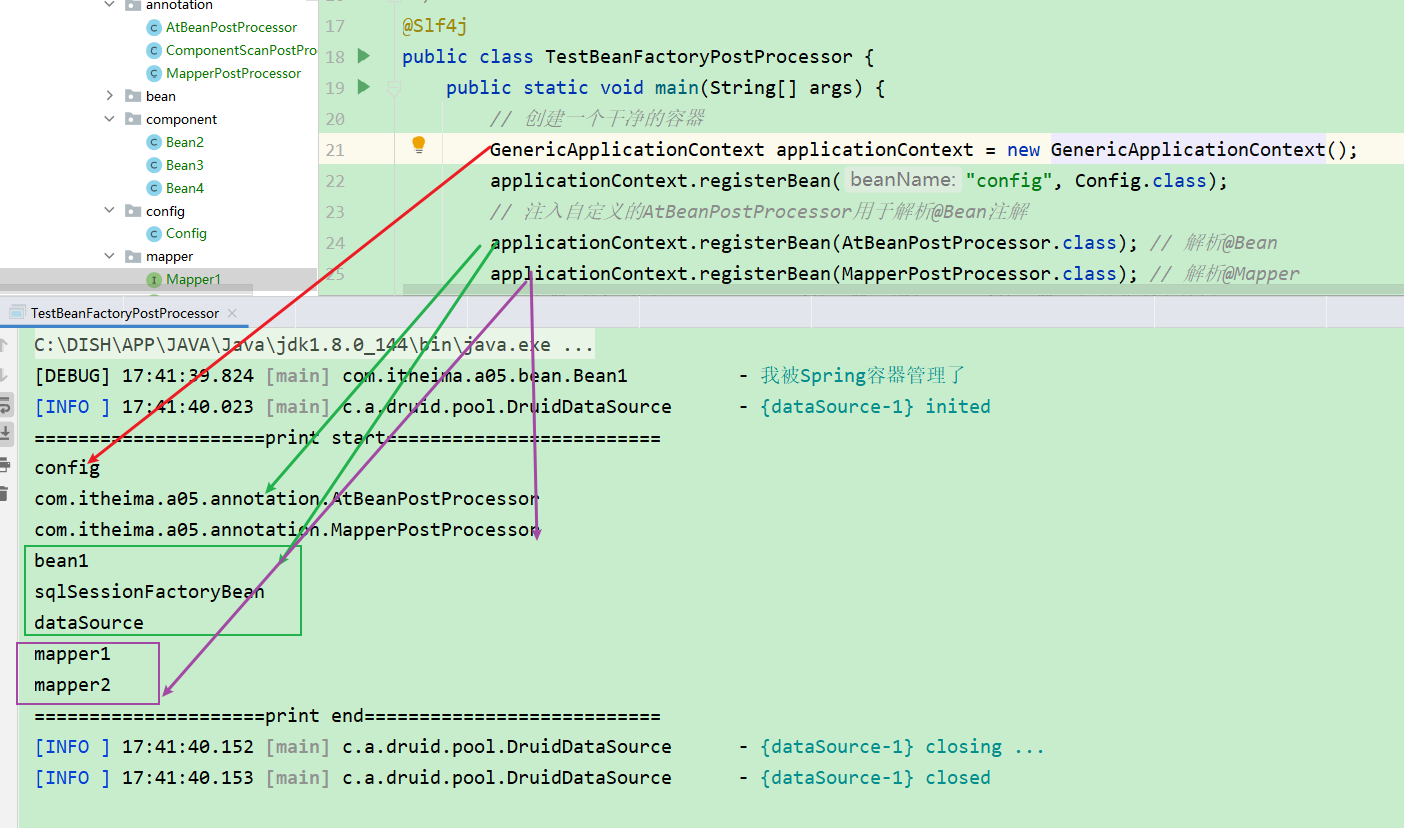 annotation
AtBeanPostProcessor
ComponentScanPostPro
MapperPostProcessor
bean
component
Bean2
Bean3
Bean4
config
Config
mapper
Mapper1
17 @Slf4j
18 public class TestBeanFactoryPostProcessor {
19 public static void main(String[] args) {
20 // 创建一个干净的容器
21 GenericApplicationContext applicationContext = new GenericApplicationContext();
22 applicationContext.registerBean( beanName: "config", Config.class);
23 // 注入自定义的AtBeanPostProcessor用于解析@Bean注解
24 applicationContext.registerBean(AtBeanPostProcessor.class); // 解析@Bean
25 applicationContext.registerBean(MapperPostProcessor.class); // 解析@Mapper
TestBeanFactoryPostProcessor
C:\DISH\APP\JAVA\Java\jdk1.8.0_144\bin\java.exe ...
[DEBUG] 17:41:39.824 [main] com.itheima.a05.bean.Bean1 - 我被Spring容器管理了
[INFO ] 17:41:40.023 [main] c.a.druid.pool.DruidDataSource - {dataSource-1} inited
=====================print start=========================
config
com.itheima.a05.annotation.AtBeanPostProcessor
com.itheima.a05.annotation.MapperPostProcessor
bean1
sqlSessionFactoryBean
dataSource
mapper1
mapper2
=====================print end===========================
[INFO ] 17:41:40.152 [main] c.a.druid.pool.DruidDataSource - {dataSource-1} closing ...
[INFO ] 17:41:40.153 [main] c.a.druid.pool.DruidDataSource - {dataSource-1} closed